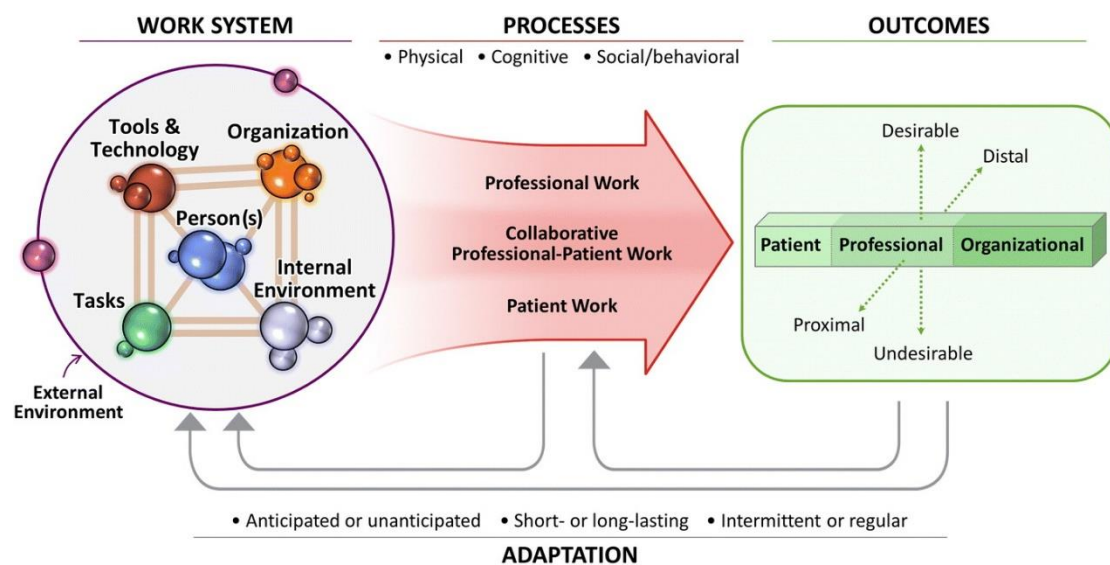 WORK SYSTEM
PROCESSES
OUTCOMES
• Physical • Cognitive • Social/behavioral
Tools &
Technology
Organization
Person(s)
Internal
Environment
Tasks
External
Environment
Professional Work
Collaborative
Professional-Patient Work
Patient Work
Desirable
Distal
Patient
Professional
Organizational
Proximal
Undesirable
• Anticipated or unanticipated • Short- or long-lasting • Intermittent or regular
ADAPTATION